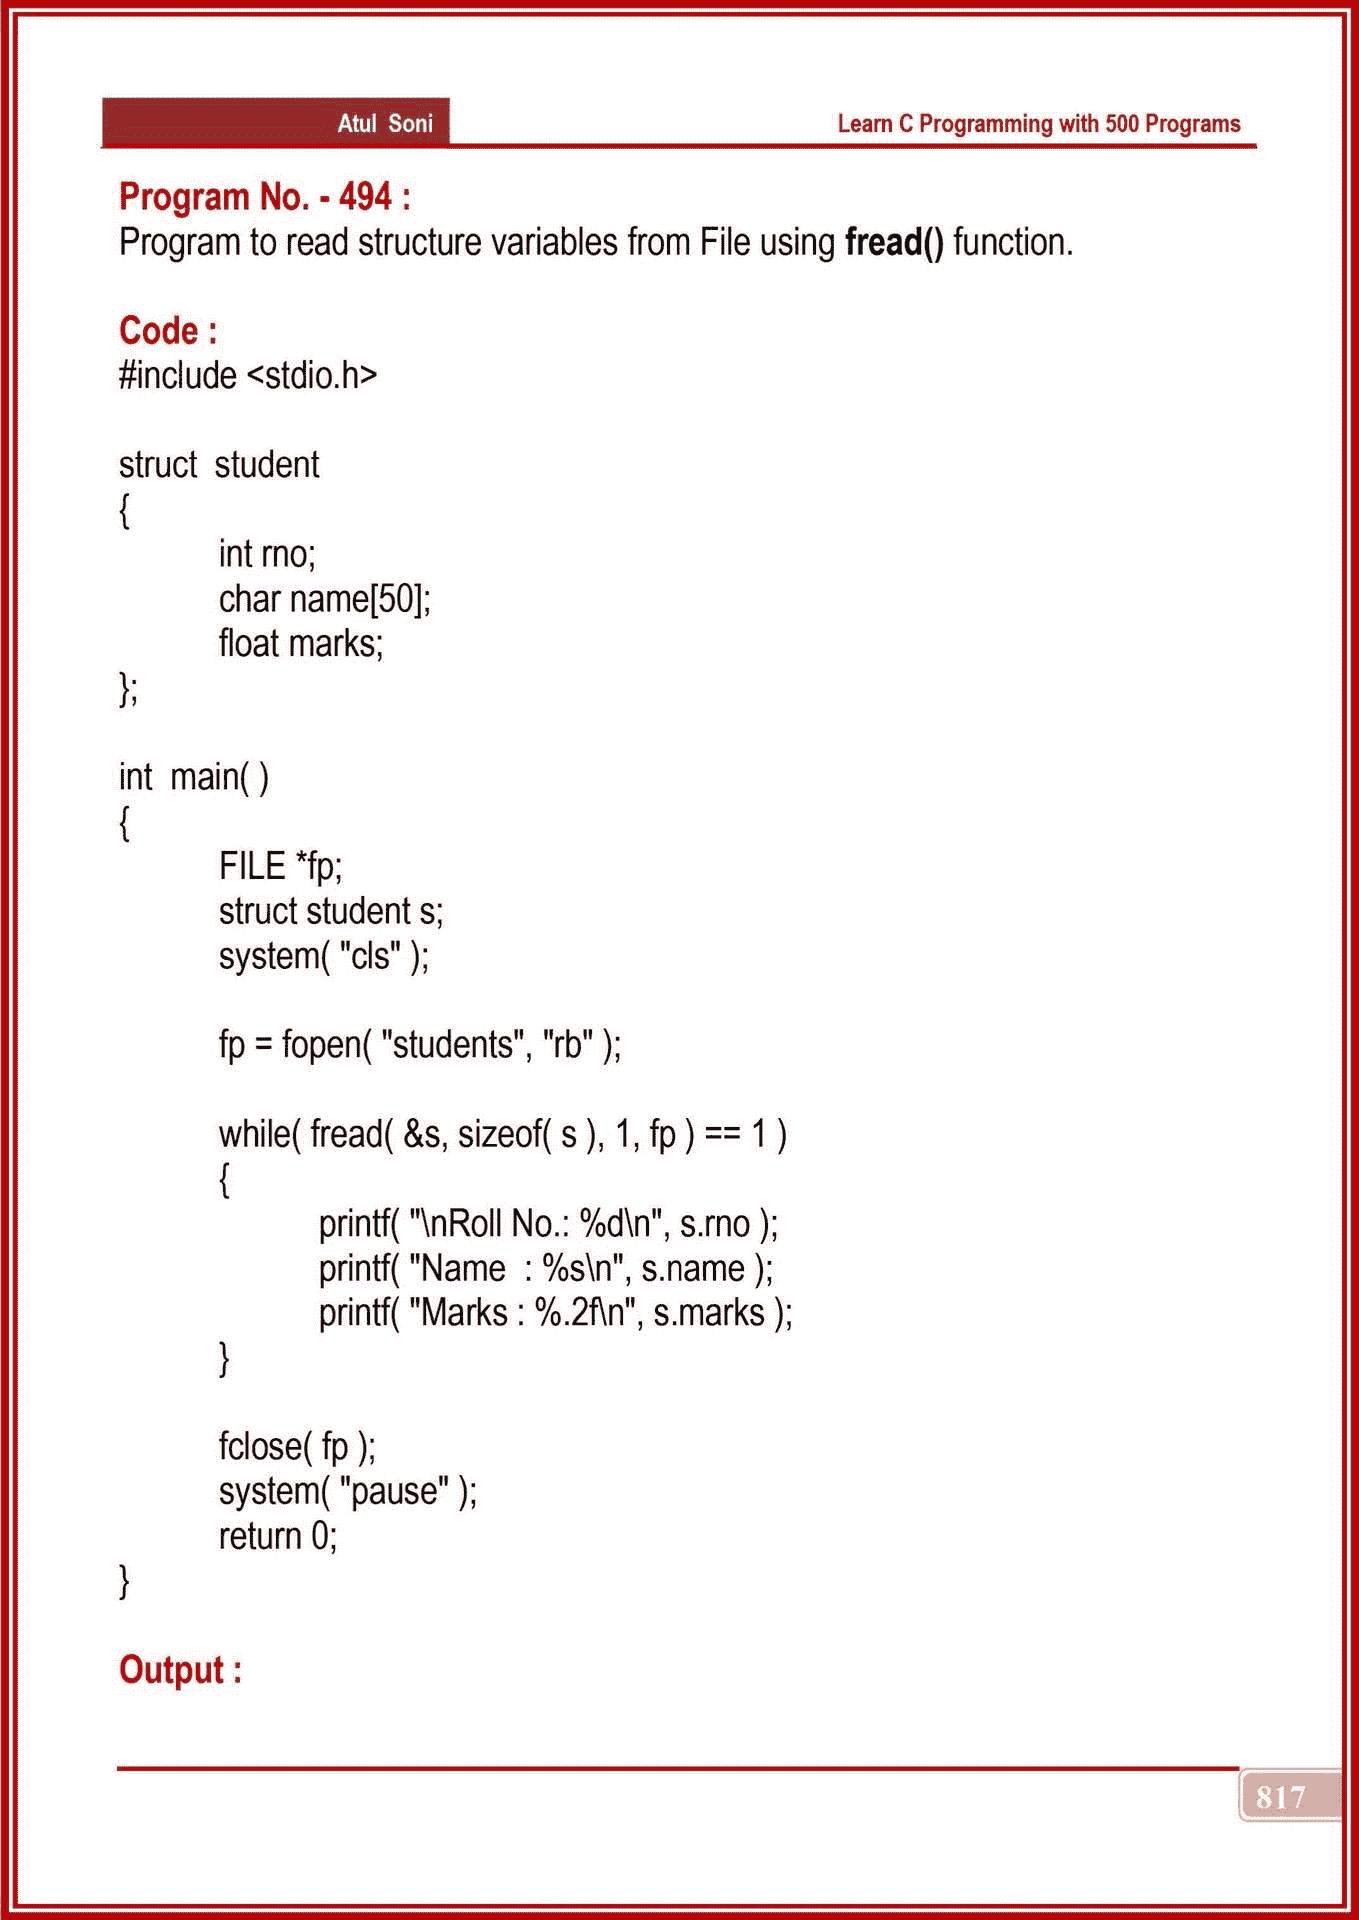 Atul Soni
Learn C Programming with 500 Programs
Program No. - 494 :
Program to read structure variables from File using fread() function.
Code :
#include <stdio.h>
struct student
{
int rno;
char name[50];
float marks;
};
int main( )
{
FILE *fp;
struct student s;
system( "cls" );
fp = fopen( "students", "rb" );
while( fread( &s, sizeof( s ), 1, fp ) == 1 )
{
printf( "\nRoll No.: %d\n", s.rno );
printf( "Name : %s\n", s.name );
printf( "Marks : %.2f\n", s.marks );
}
fclose( fp );
system( "pause" );
return 0;
}
Output :
817